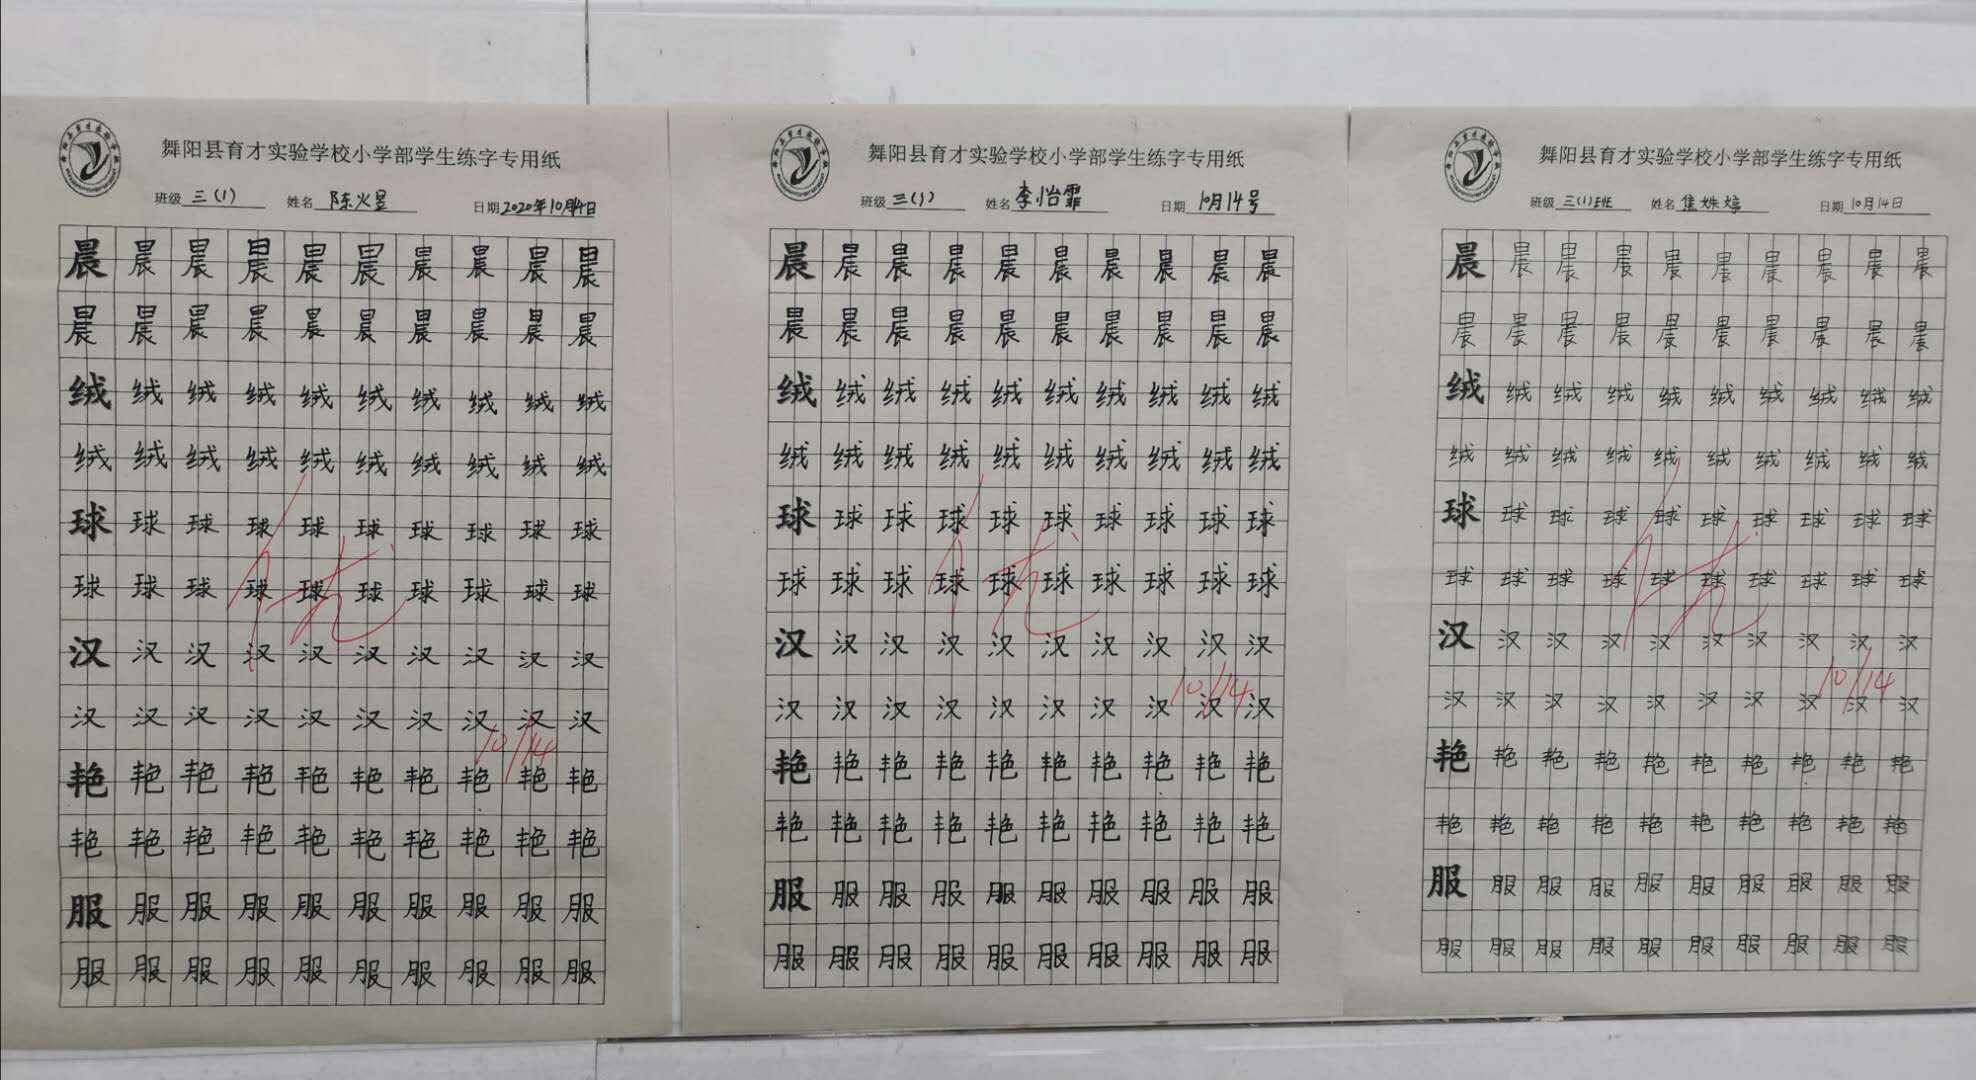 舞阳县育才实验学校小学部学生练字专用纸
班级 三(1) 姓名 陈火昱 日期 2020年10月14日
晨晨晨晨晨晨晨晨晨晨
晨晨晨晨晨晨晨晨晨晨
绒绒绒绒绒绒绒绒绒绒
绒绒绒绒绒绒绒绒绒绒
球球球球球球球球球球
球球球球球球球球球球
汉汉汉汉汉汉汉汉汉汉
汉汉汉汉汉汉汉汉汉汉
艳艳艳艳艳艳艳艳艳艳
艳艳艳艳艳艳艳艳艳艳
服服服服服服服服服服
服服服服服服服服服服
优
10/14
舞阳县育才实验学校小学部学生练字专用纸
班级 三(1) 姓名 李怡霏 日期 10月14号
晨晨晨晨晨晨晨晨晨晨
晨晨晨晨晨晨晨晨晨晨
绒绒绒绒绒绒绒绒绒绒
绒绒绒绒绒绒绒绒绒绒
球球球球球球球球球球
球球球球球球球球球球
汉汉汉汉汉汉汉汉汉汉
汉汉汉汉汉汉汉汉汉汉
艳艳艳艳艳艳艳艳艳艳
艳艳艳艳艳艳艳艳艳艳
服服服服服服服服服服
服服服服服服服服服服
优
10/14
舞阳县育才实验学校小学部学生练字专用纸
班级 三(1)班 姓名 焦姝婷 日期 10月14日
晨晨晨晨晨晨晨晨晨晨
晨晨晨晨晨晨晨晨晨晨
绒绒绒绒绒绒绒绒绒绒
绒绒绒绒绒绒绒绒绒绒
球球球球球球球球球球
球球球球球球球球球球
汉汉汉汉汉汉汉汉汉汉
汉汉汉汉汉汉汉汉汉汉
艳艳艳艳艳艳艳艳艳艳
艳艳艳艳艳艳艳艳艳艳
服服服服服服服服服服
服服服服服服服服服服
优
10/14